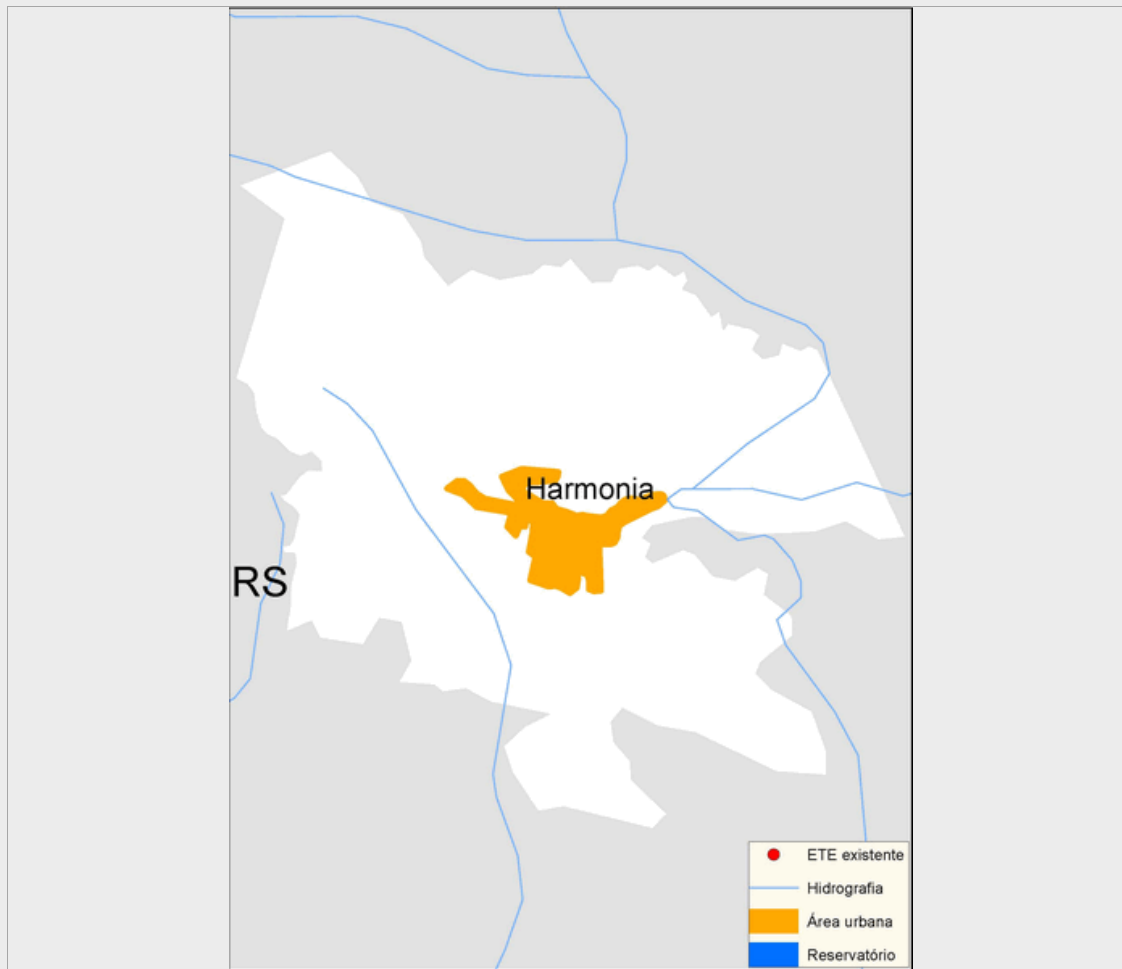 Harmonia
RS
ETE existente
Hidrografia
Área urbana
Reservatório